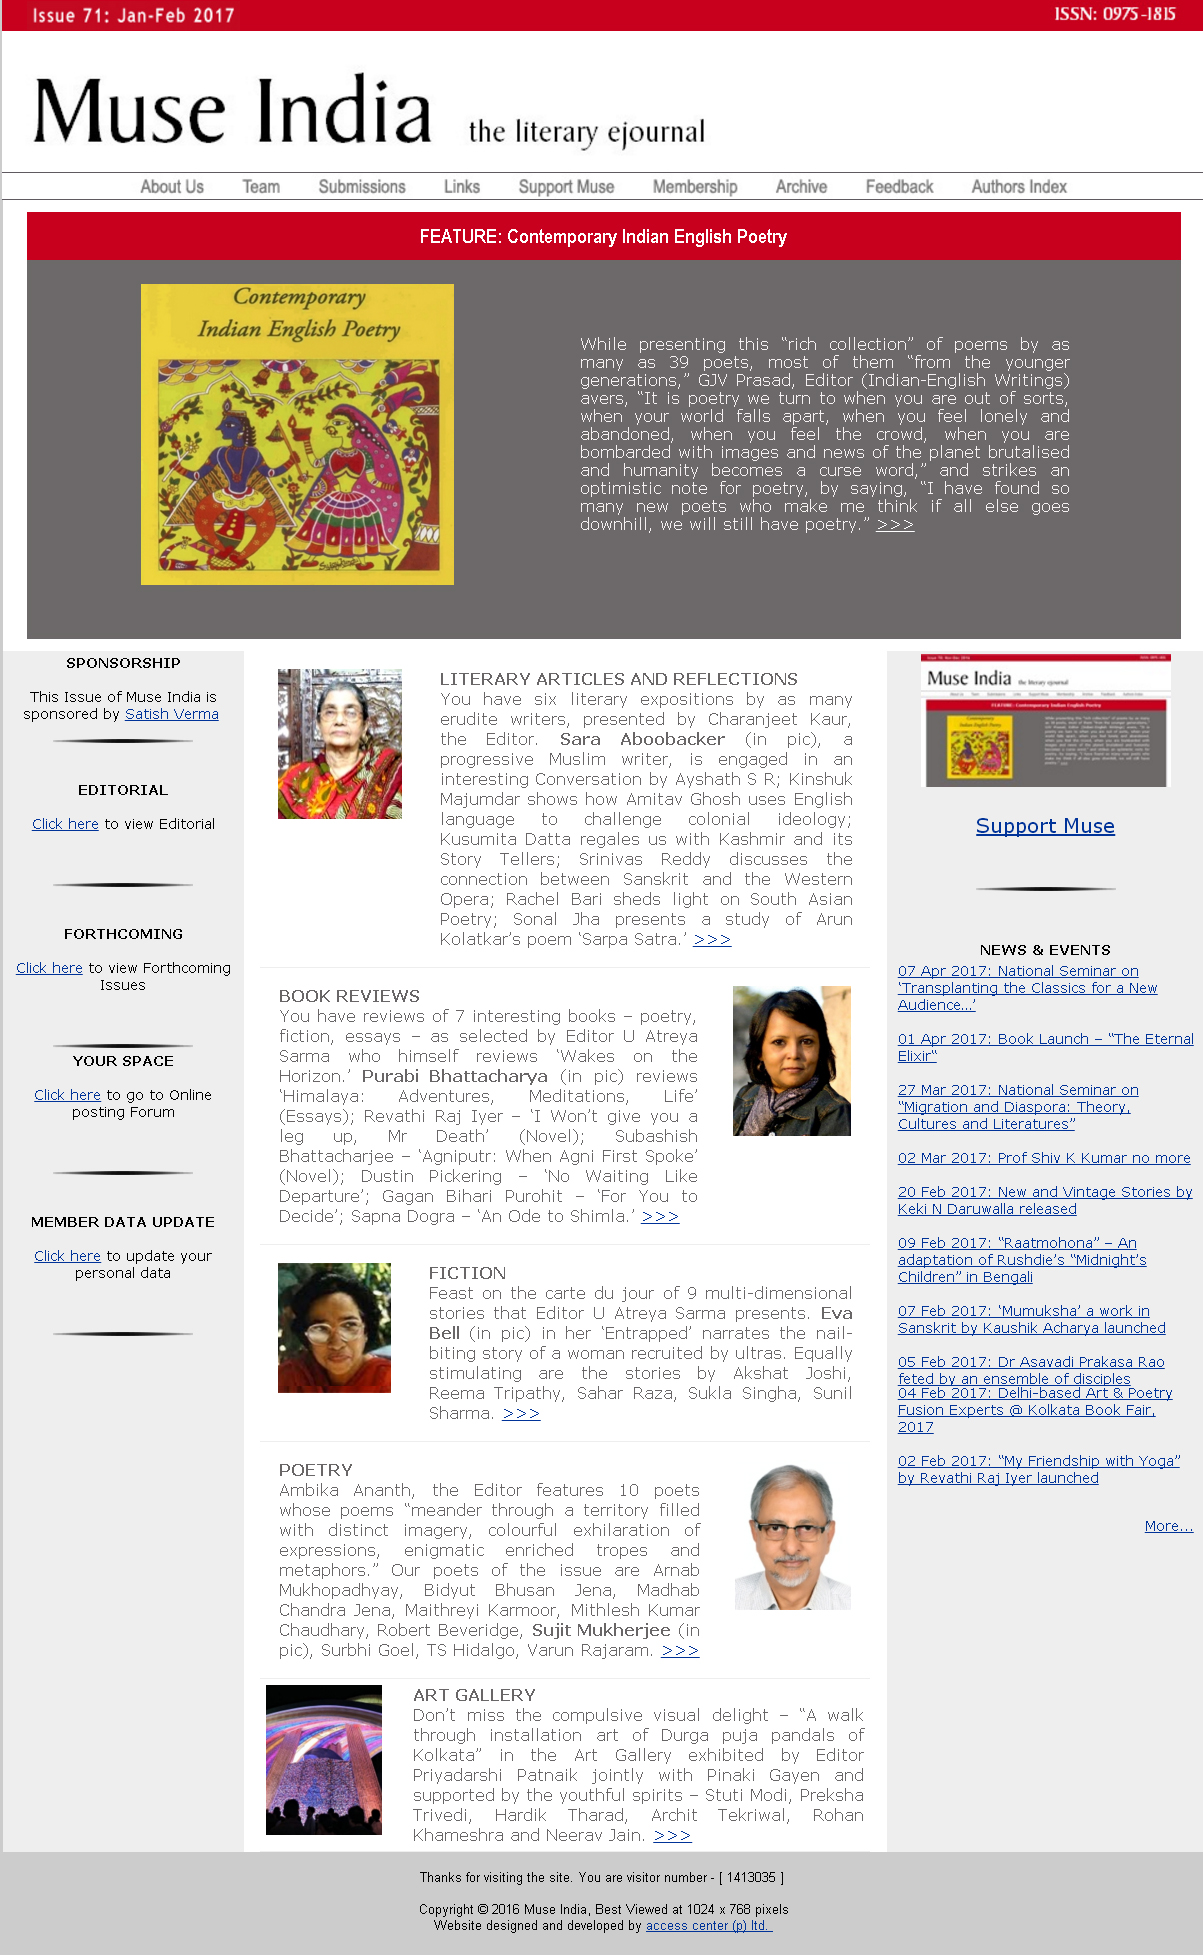 Issue 71: Jan-Feb 2017
ISSN: 0975-1815
Muse India the literary ejournal
About Us Team Submissions Links Support Muse Membership Archive Feedback Authors Index
FEATURE: Contemporary Indian English Poetry
Contemporary
Indian English Poetry
While presenting this “rich collection” of poems by as
many as 39 poets, most of them “from the younger
generations,” GJV Prasad, Editor (Indian-English Writings)
avers, “It is poetry we turn to when you are out of sorts,
when your world falls apart, when you feel lonely and
abandoned, when you feel the crowd, when you are
bombarded with images and news of the planet brutalised
and humanity becomes a curse word,” and strikes an
optimistic note for poetry, by saying, “I have found so
many new poets who make me think if all else goes
downhill, we will still have poetry.” >>>
SPONSORSHIP
This Issue of Muse India is
sponsored by Satish Verma
EDITORIAL
Click here to view Editorial
FORTHCOMING
Click here to view Forthcoming
Issues
YOUR SPACE
Click here to go to Online
posting Forum
MEMBER DATA UPDATE
Click here to update your
personal data
LITERARY ARTICLES AND REFLECTIONS
You have six literary expositions by as many
erudite writers, presented by Charanjeet Kaur,
the Editor. Sara Aboobacker (in pic), a
progressive Muslim writer, is engaged in an
interesting Conversation by Ayshath S R; Kinshuk
Majumdar shows how Amitav Ghosh uses English
language to challenge colonial ideology;
Kusumita Datta regales us with Kashmir and its
Story Tellers; Srinivas Reddy discusses the
connection between Sanskrit and the Western
Opera; Rachel Bari sheds light on South Asian
Poetry; Sonal Jha presents a study of Arun
Kolatkar’s poem ‘Sarpa Satra.’ >>>
BOOK REVIEWS
You have reviews of 7 interesting books – poetry,
fiction, essays – as selected by Editor U Atreya
Sarma who himself reviews ‘Wakes on the
Horizon.’ Purabi Bhattacharya (in pic) reviews
‘Himalaya: Adventures, Meditations, Life’
(Essays); Revathi Raj Iyer – ‘I Won’t give you a
leg up, Mr Death’ (Novel); Subashish
Bhattacharjee – ‘Agniputr: When Agni First Spoke’
(Novel); Dustin Pickering – ‘No Waiting Like
Departure’; Gagan Bihari Purohit – ‘For You to
Decide’; Sapna Dogra – ‘An Ode to Shimla.’ >>>
FICTION
Feast on the carte du jour of 9 multi-dimensional
stories that Editor U Atreya Sarma presents. Eva
Bell (in pic) in her ‘Entrapped’ narrates the nail-
biting story of a woman recruited by ultras. Equally
stimulating are the stories by Akshat Joshi,
Reema Tripathy, Sahar Raza, Sukla Singha, Sunil
Sharma. >>>
POETRY
Ambika Ananth, the Editor features 10 poets
whose poems “meander through a territory filled
with distinct imagery, colourful exhilaration of
expressions, enigmatic enriched tropes and
metaphors.” Our poets of the issue are Arnab
Mukhopadhyay, Bidyut Bhusan Jena, Madhab
Chandra Jena, Maithreyi Karmoor, Mithlesh Kumar
Chaudhary, Robert Beveridge, Sujit Mukherjee (in
pic), Surbhi Goel, TS Hidalgo, Varun Rajaram. >>>
ART GALLERY
Don’t miss the compulsive visual delight – “A walk
through installation art of Durga puja pandals of
Kolkata” in the Art Gallery exhibited by Editor
Priyadarshi Patnaik jointly with Pinaki Gayen and
supported by the youthful spirits – Stuti Modi, Preksha
Trivedi, Hardik Tharad, Archit Tekriwal, Rohan
Khameshra and Neerav Jain. >>>
Muse India the literary ejournal
FEATURE: Contemporary Indian English Poetry
Support Muse
NEWS & EVENTS
07 Apr 2017: National Seminar on
‘Transplanting the Classics for a New
Audience...’
01 Apr 2017: Book Launch – “The Eternal
Elixir“
27 Mar 2017: National Seminar on
“Migration and Diaspora: Theory,
Cultures and Literatures”
02 Mar 2017: Prof Shiv K Kumar no more
20 Feb 2017: New and Vintage Stories by
Keki N Daruwalla released
09 Feb 2017: “Raatmohona” – An
adaptation of Rushdie’s “Midnight’s
Children” in Bengali
07 Feb 2017: ‘Mumuksha’ a work in
Sanskrit by Kaushik Acharya launched
05 Feb 2017: Dr Asavadi Prakasa Rao
feted by an ensemble of disciples
04 Feb 2017: Delhi-based Art & Poetry
Fusion Experts @ Kolkata Book Fair,
2017
02 Feb 2017: “My Friendship with Yoga”
by Revathi Raj Iyer launched
More...
Thanks for visiting the site. You are visitor number - [ 1413035 ]
Copyright © 2016 Muse India, Best Viewed at 1024 x 768 pixels
Website designed and developed by access center (p) ltd.